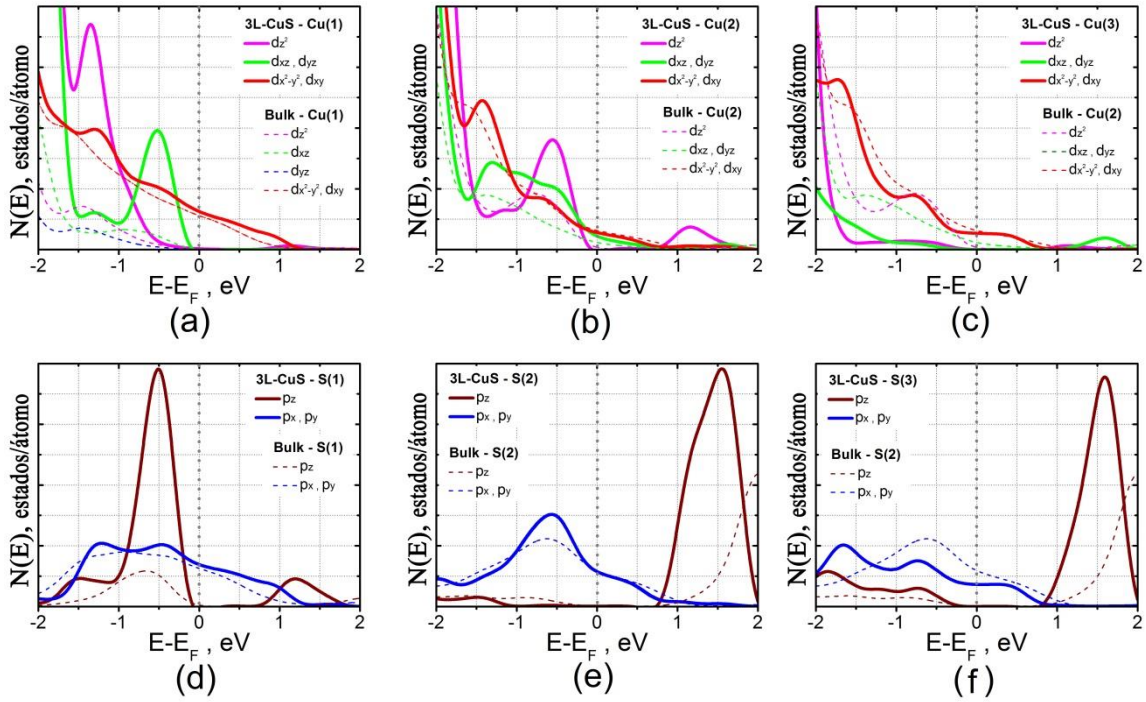 3L-CuS - Cu(1)
dz²
dxz , dyz
dx²-y², dxy
Bulk - Cu(1)
dz²
dxz
dyz
dx²-y², dxy
N(E), estados/átomo
-2 -1 0 1 2
E-E_F , eV
(a)
3L-CuS - Cu(2)
dz²
dxz , dyz
dx²-y², dxy
Bulk - Cu(2)
dz²
dxz , dyz
dx²-y², dxy
N(E), estados/átomo
-2 -1 0 1 2
E-E_F , eV
(b)
3L-CuS - Cu(3)
dz²
dxz , dyz
dx²-y², dxy
Bulk - Cu(2)
dz²
dxz , dyz
dx²-y², dxy
N(E), estados/átomo
-2 -1 0 1 2
E-E_F , eV
(c)
3L-CuS - S(1)
pz
px , py
Bulk - S(1)
pz
px , py
N(E), estados/átomo
-2 -1 0 1 2
E-E_F , eV
(d)
3L-CuS - S(2)
pz
px , py
Bulk - S(2)
pz
px , py
N(E), estados/átomo
-2 -1 0 1 2
E-E_F , eV
(e)
3L-CuS - S(3)
pz
px , py
Bulk - S(2)
pz
px , py
N(E), estados/átomo
-2 -1 0 1 2
E-E_F , eV
(f)